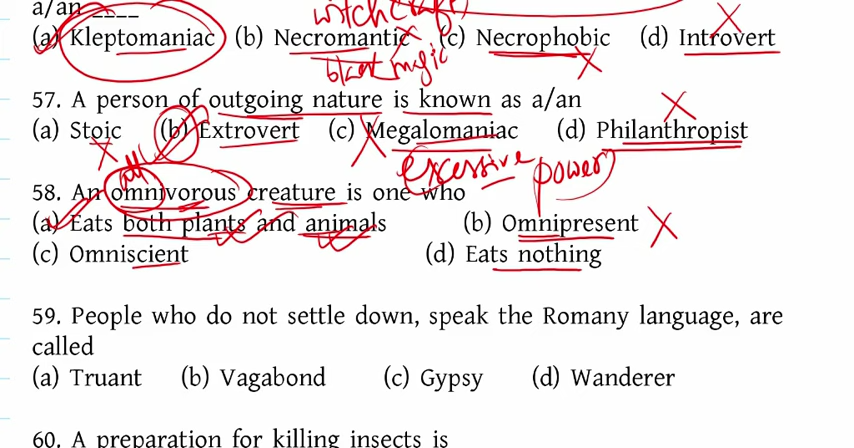 a/an ____
witchcraft
(a) Kleptomaniac (b) Necromantic (c) Necrophobic (d) Introvert
black magic
57. A person of outgoing nature is known as a/an
(a) Stoic (b) Extrovert (c) Megalomaniac (d) Philanthropist
excessive power
all
58. An omnivorous creature is one who
(a) Eats both plants and animals (b) Omnipresent
(c) Omniscient (d) Eats nothing
59. People who do not settle down, speak the Romany language, are
called
(a) Truant (b) Vagabond (c) Gypsy (d) Wanderer
60. A preparation for killing insects is